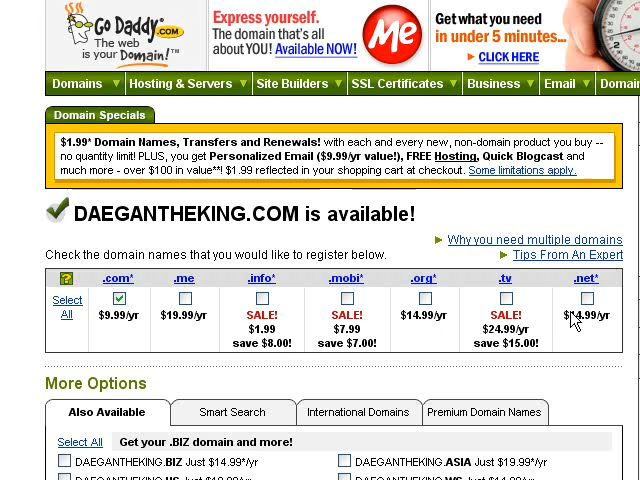 Go Daddy.com
The web
is your Domain!™
Express yourself.
The domain that's all
about YOU! Available NOW!
Me
Get what you need
in under 5 minutes...
► CLICK HERE
Domains ▼ Hosting & Servers ▼ Site Builders ▼ SSL Certificates ▼ Business ▼ Email ▼ Domain
Domain Specials
$1.99* Domain Names, Transfers and Renewals! with each and every new, non-domain product you buy --
no quantity limit! PLUS, you get Personalized Email ($9.99/yr value!), FREE Hosting, Quick Blogcast and
much more - over $100 in value**! $1.99 reflected in your shopping cart at checkout. Some limitations apply.
DAEGANTHEKING.COM is available!
► Why you need multiple domains
Check the domain names that you would like to register below.
► Tips From An Expert
? .com* .me .info* .mobi* .org* .tv .net*
Select All
$9.99/yr $19.99/yr SALE! SALE! $14.99/yr SALE! $14.99/yr
$1.99 $7.99 $24.99/yr
save $8.00! save $7.00! save $15.00!
More Options
Also Available Smart Search International Domains Premium Domain Names
Select All Get your .BIZ domain and more!
DAEGANTHEKING.BIZ Just $14.99*/yr DAEGANTHEKING.ASIA Just $19.99*/yr